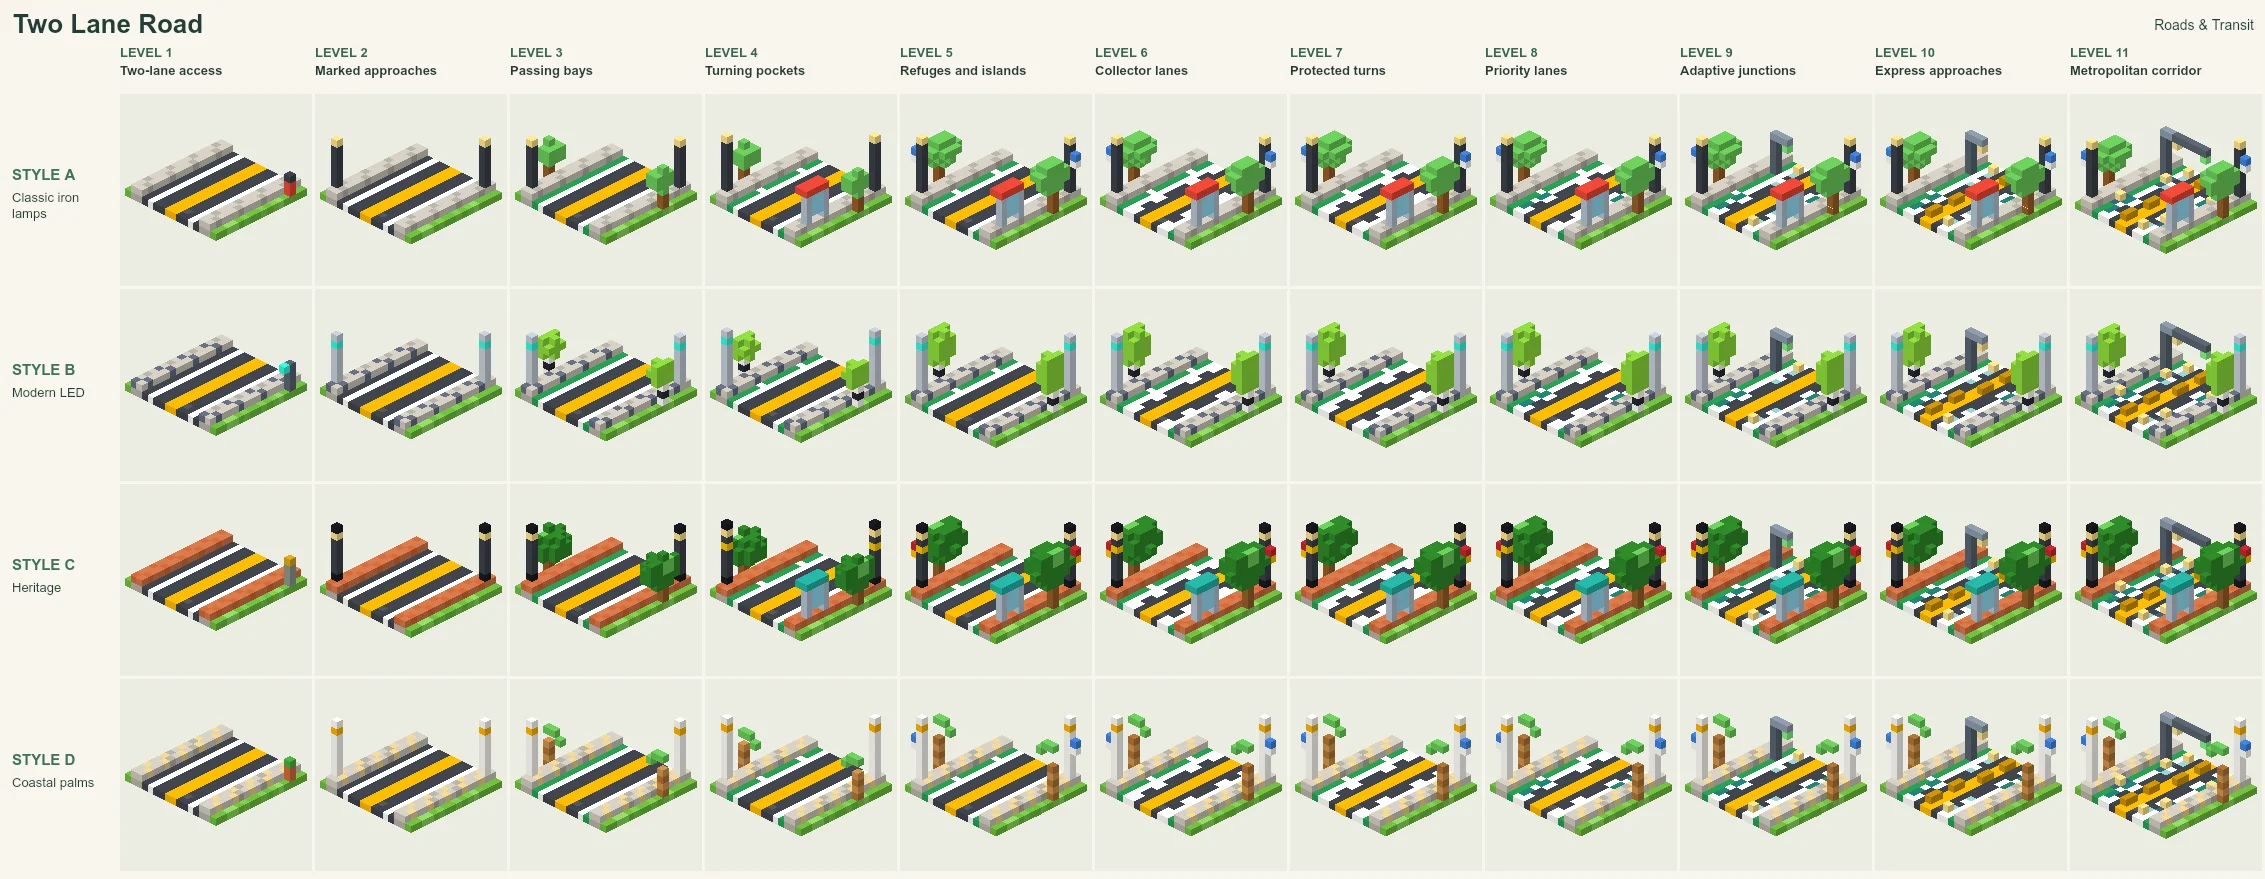 Two Lane Road
Roads & Transit
LEVEL 1
Two-lane access
LEVEL 2
Marked approaches
LEVEL 3
Passing bays
LEVEL 4
Turning pockets
LEVEL 5
Refuges and islands
LEVEL 6
Collector lanes
LEVEL 7
Protected turns
LEVEL 8
Priority lanes
LEVEL 9
Adaptive junctions
LEVEL 10
Express approaches
LEVEL 11
Metropolitan corridor
STYLE A
Classic iron
lamps
STYLE B
Modern LED
STYLE C
Heritage
STYLE D
Coastal palms